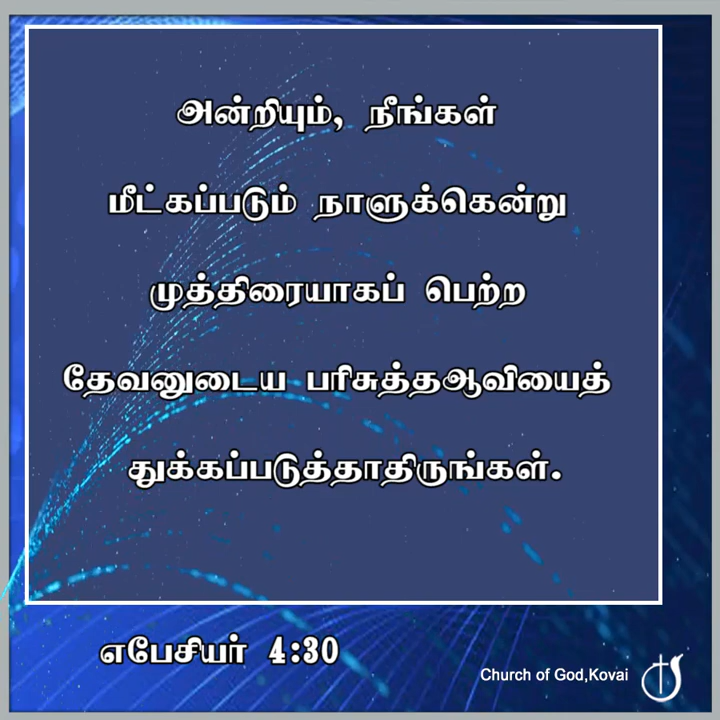 அன்றியும், நீங்கள்
மீட்கப்படும் நாளுக்கென்று
முத்திரையாகப் பெற்ற
தேவனுடைய பரிசுத்தஆவியைத்
துக்கப்படுத்தாதிருங்கள்.
எபேசியர் 4:30
Church of God,Kovai